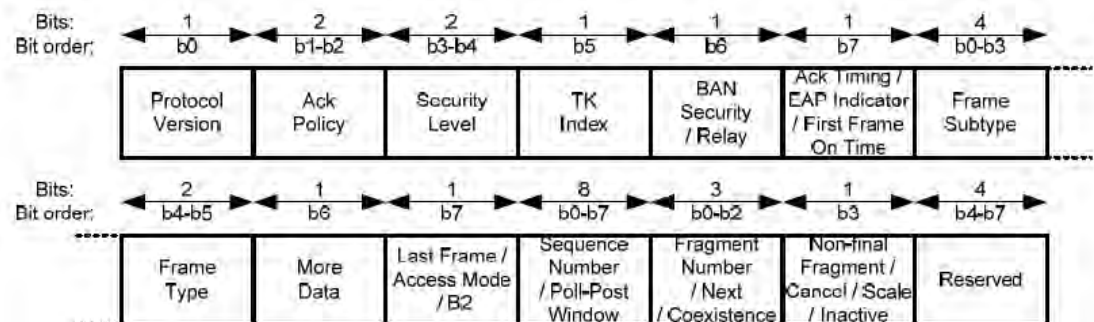 Bits: 1 2 2 1 1 1 4
Bit order: b0 b1-b2 b3-b4 b5 b6 b7 b0-b3
Protocol Version
Ack Policy
Security Level
TK Index
BAN Security / Relay
Ack Timing / EAP Indicator / First Frame On Time
Frame Subtype
Bits: 2 1 1 8 3 1 4
Bit order: b4-b5 b6 b7 b0-b7 b0-b2 b3 b4-b7
Frame Type
More Data
Last Frame / Access Mode / B2
Sequence Number / Poll-Post Window
Fragment Number / Next / Coexistence
Non-final Fragment / Cancel / Scale / Inactive
Reserved